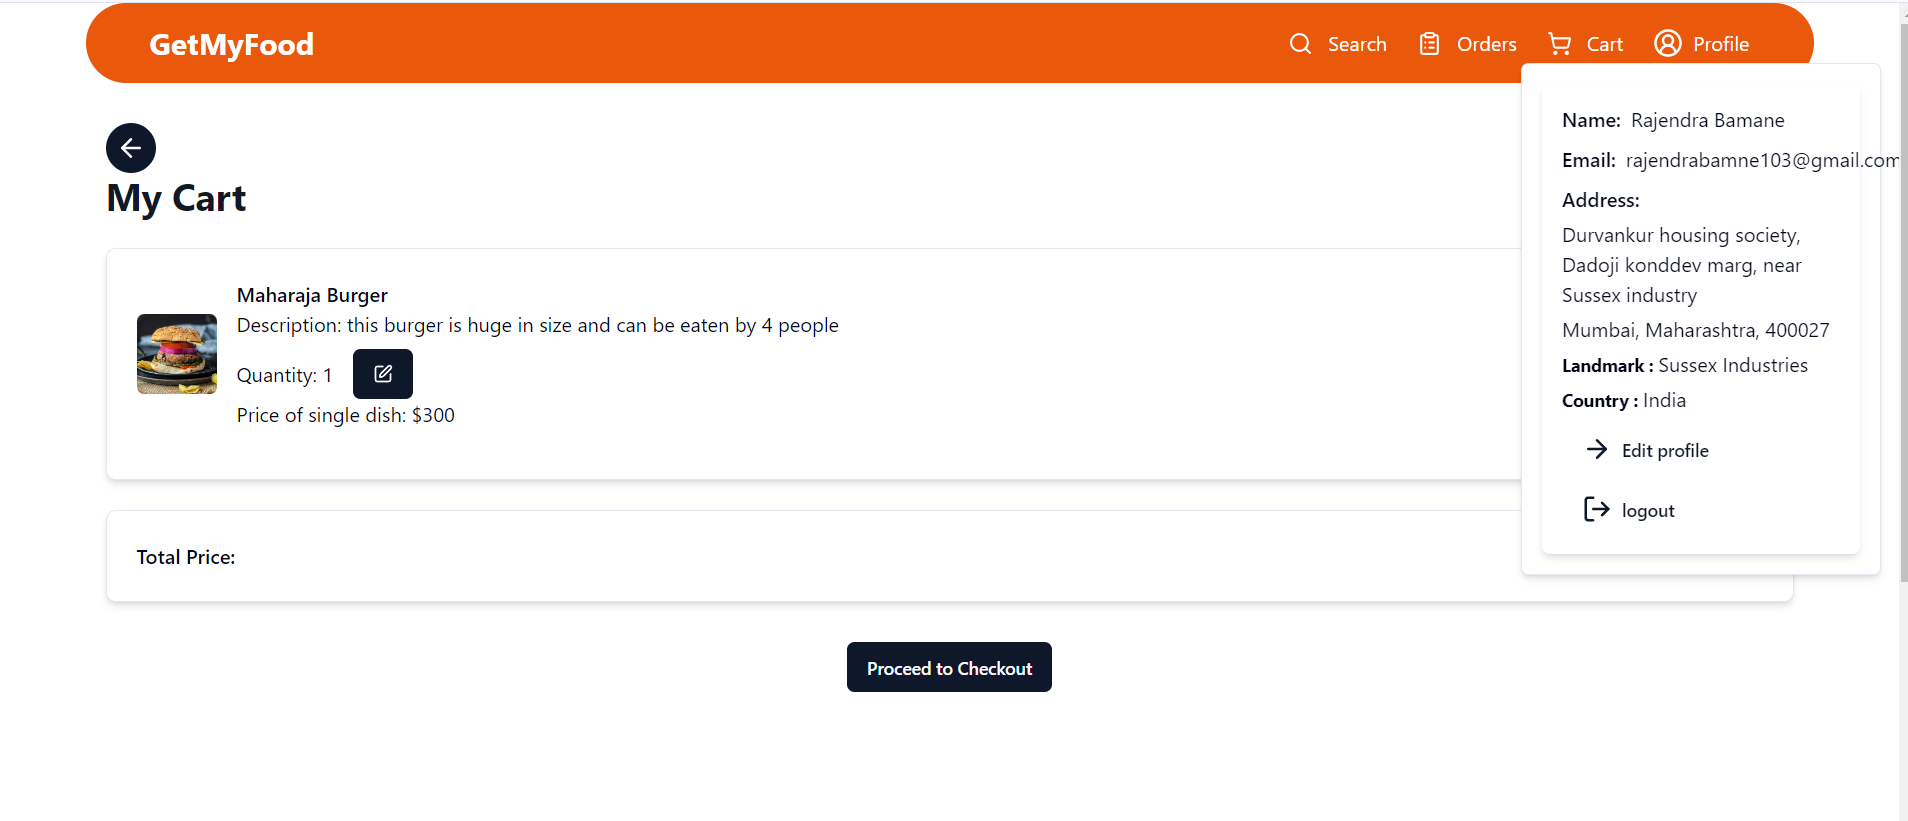 GetMyFood
Search
Orders
Cart
Profile
My Cart
Maharaja Burger
Description: this burger is huge in size and can be eaten by 4 people
Quantity: 1
Price of single dish: $300
Total Price:
Proceed to Checkout
Name: Rajendra Bamane
Email: rajendrabamne103@gmail.com
Address:
Durvankur housing society,
Dadoji konddev marg, near
Sussex industry
Mumbai, Maharashtra, 400027
Landmark : Sussex Industries
Country : India
Edit profile
logout